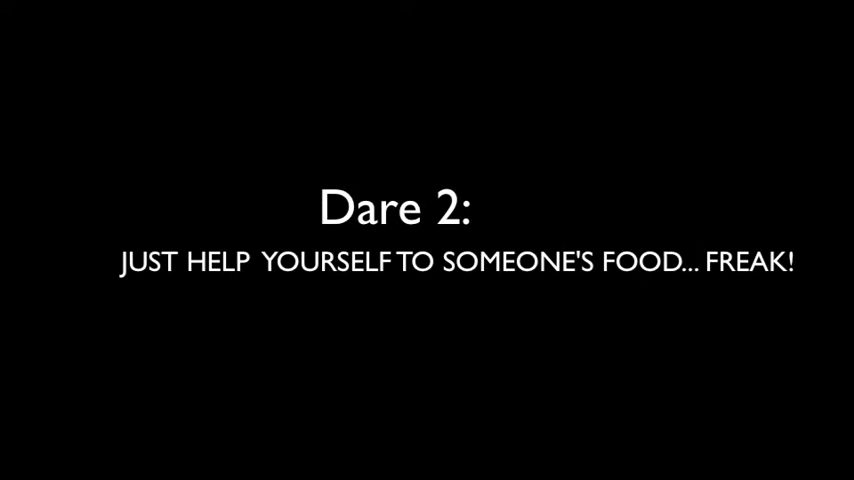 Dare 2:
JUST HELP YOURSELF TO SOMEONE'S FOOD... FREAK!